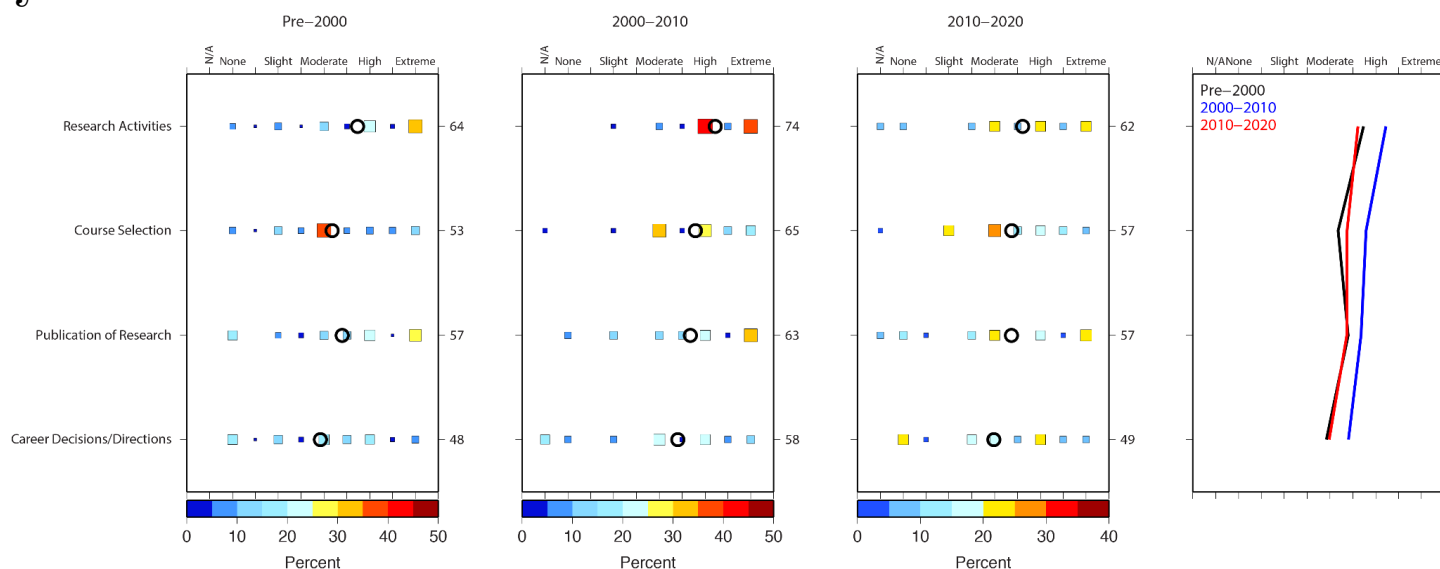 Pre−2000
2000−2010
2010−2020
N/A None Slight Moderate High Extreme
N/A None Slight Moderate High Extreme
N/A None Slight Moderate High Extreme
N/ANone Slight Moderate High Extreme
Pre−2000
2000−2010
2010−2020
Research Activities 64 74 62
Course Selection 53 65 57
Publication of Research 57 63 57
Career Decisions/Directions 48 58 49
0 10 20 30 40 50
0 10 20 30 40 50
0 10 20 30 40
Percent
Percent
Percent